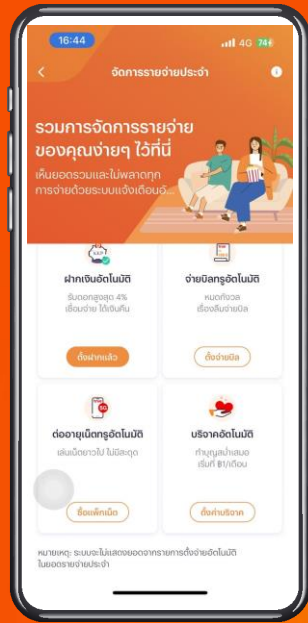 16:44
4G 74
จัดการรายจ่ายประจำ
รวมการจัดการรายจ่าย
ของคุณง่ายๆ ไว้ที่นี่
เห็นยอดรวมและไม่พลาดทุก
การจ่ายด้วยระบบแจ้งเตือนอั...
KKP
ฝากเงินอัตโนมัติ
รับดอกสูงสุด 4%
เชื่อมง่าย ได้เงินคืน
ตั้งฝากแล้ว
จ่ายบิลทรูอัตโนมัติ
หมดกังวล
เรื่องลืมจ่ายบิล
ตั้งจ่ายบิล
5G
ต่ออายุเน็ตทรูอัตโนมัติ
เล่นเน็ตยาวไป ไม่มีสะดุด
ซื้อแพ็กเน็ต
บริจาคอัตโนมัติ
ทำบุญสม่ำเสมอ
เริ่มที่ ฿1/เดือน
ตั้งค่าบริจาค
หมายเหตุ: ระบบจะไม่แสดงยอดจากรายการตั้งจ่ายอัตโนมัติ
ในยอดรายจ่ายประจำ